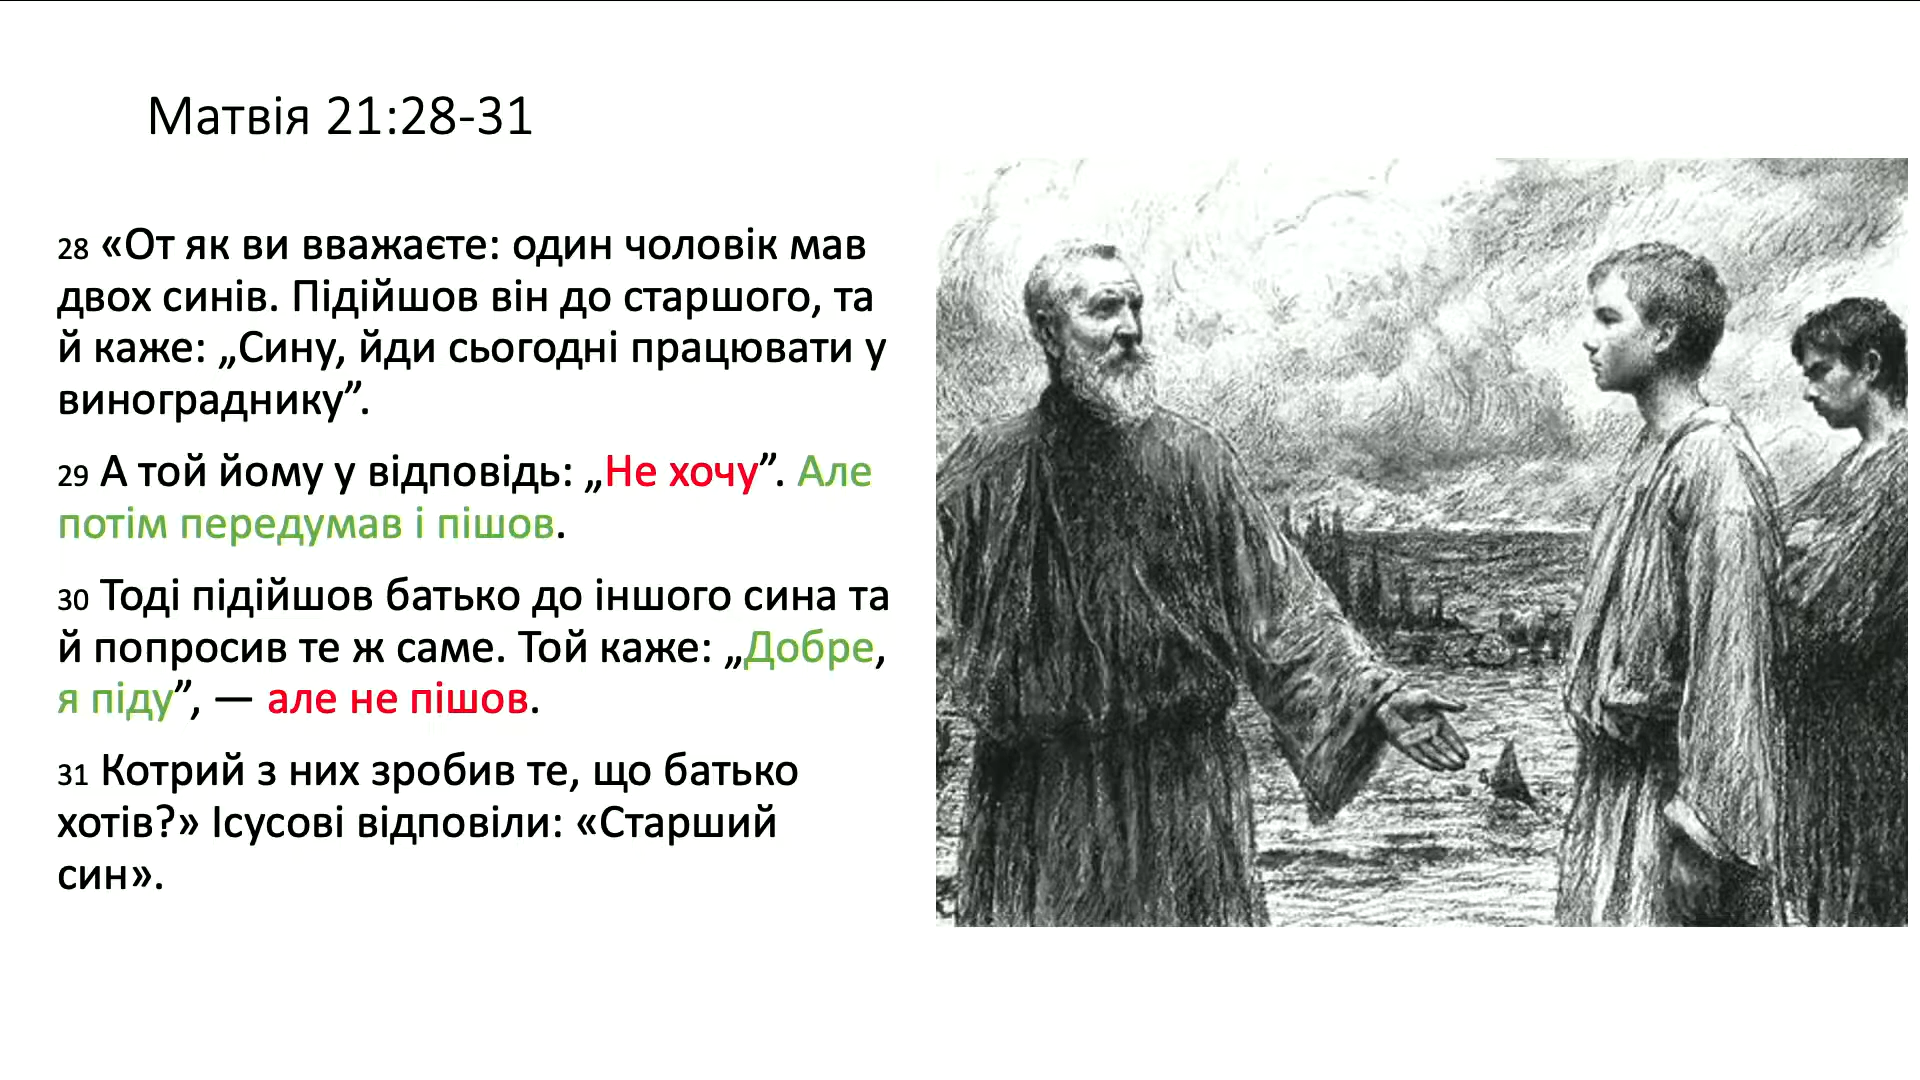 Матвія 21:28-31
28 «От як ви вважаєте: один чоловік мав
двох синів. Підійшов він до старшого, та
й каже: „Сину, йди сьогодні працювати у
винограднику”.
29 А той йому у відповідь: „Не хочу”. Але
потім передумав і пішов.
30 Тоді підійшов батько до іншого сина та
й попросив те ж саме. Той каже: „Добре,
я піду”, — але не пішов.
31 Котрий з них зробив те, що батько
хотів?» Ісусові відповіли: «Старший
син».